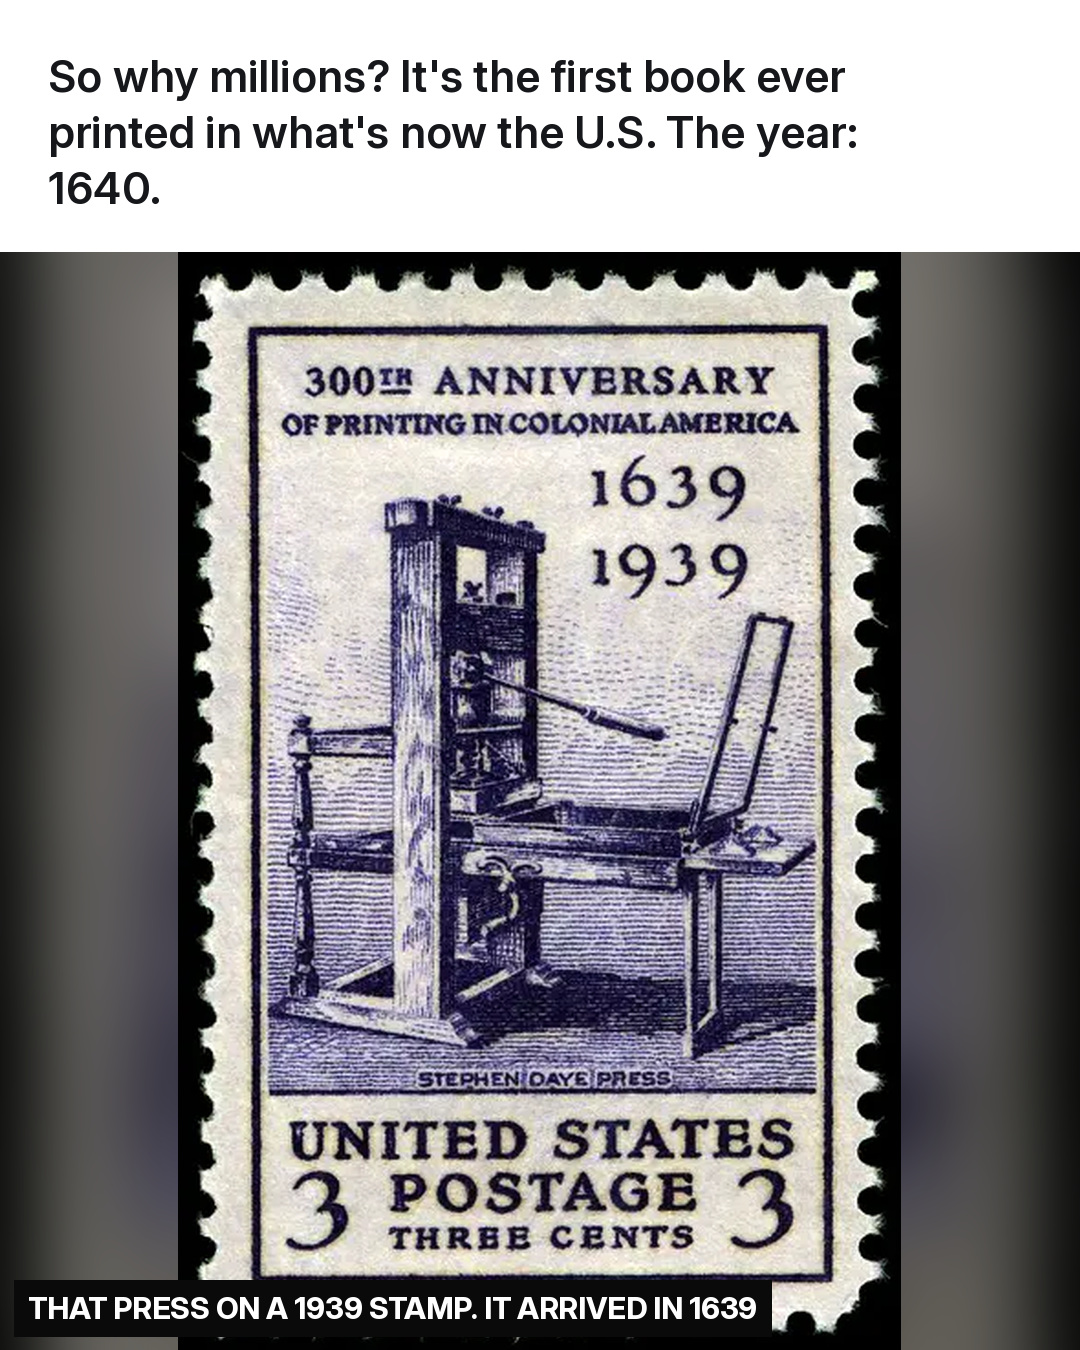 So why millions? It's the first book ever
printed in what's now the U.S. The year:
1640.
300TH ANNIVERSARY
OF PRINTING IN COLONIAL AMERICA
1639
1939
STEPHEN DAYE PRESS
UNITED STATES
3 POSTAGE 3
THREE CENTS
THAT PRESS ON A 1939 STAMP. IT ARRIVED IN 1639